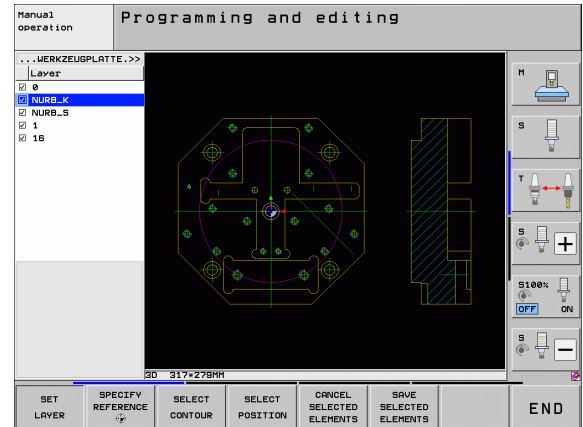 Manual
operation
Programming and editing
...WERKZEUGPLATTE.>>
Layer
0
NURB_K
NURB_S
1
16
M
S
T
S
S100%
OFF ON
S
3D 317*279MM
SET
LAYER
SPECIFY
REFERENCE
SELECT
CONTOUR
SELECT
POSITION
CANCEL
SELECTED
ELEMENTS
SAVE
SELECTED
ELEMENTS
END